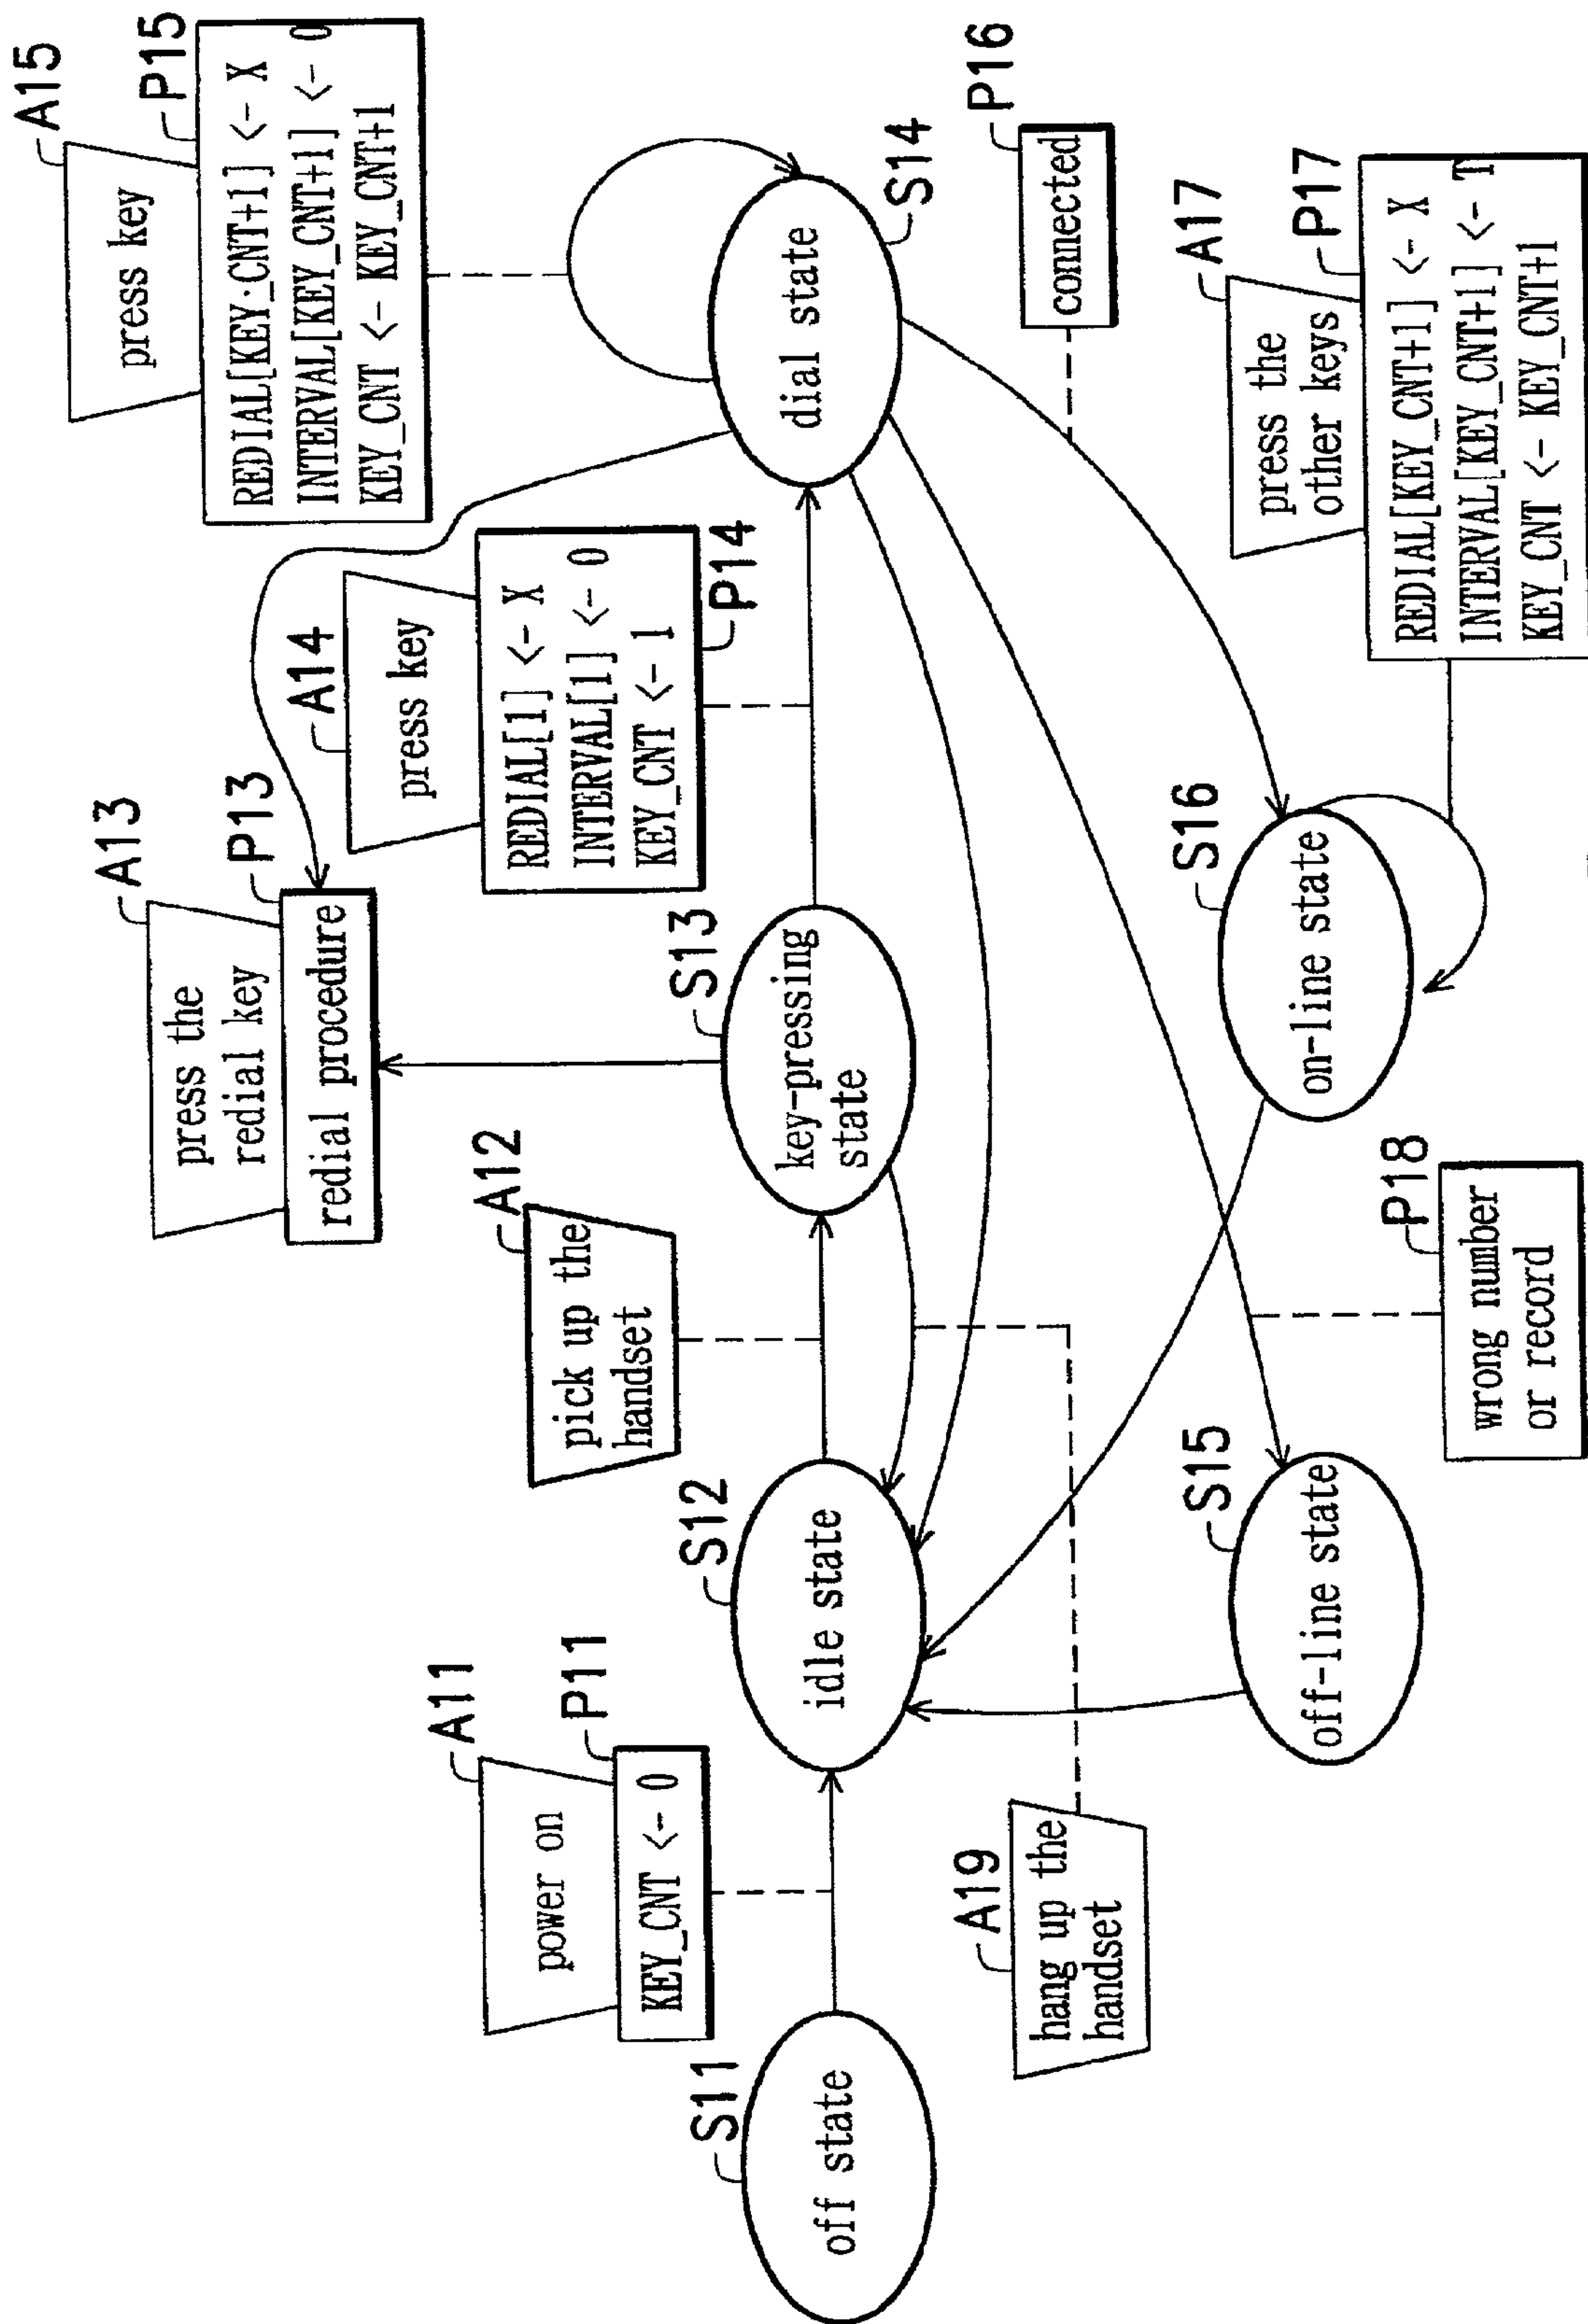 A15
press key
P15
REDIAL[KEY·CNT+1] <- X
INTERVAL[KEY_CNT+1] <- 0
KEY_CNT <- KEY_CNT+1
A13
press the
redial key
P13
redial procedure
A14
press key
REDIAL[1] <- X
INTERVAL[1] <- 0
KEY_CNT <- 1
P14
A12
pick up the
handset
A11
power on
P11
KEY_CNT <- 0
S11
off state
S12
idle state
S13
key-pressing
state
dial state
S14
P16
connected
A19
hang up the
handset
S15
off-line state
P18
wrong number
or record
S16
on-line state
A17
press the
other keys
P17
REDIAL[KEY_CNT+1] <- X
INTERVAL[KEY_CNT+1] <- T
KEY_CNT <- KEY_CNT+1